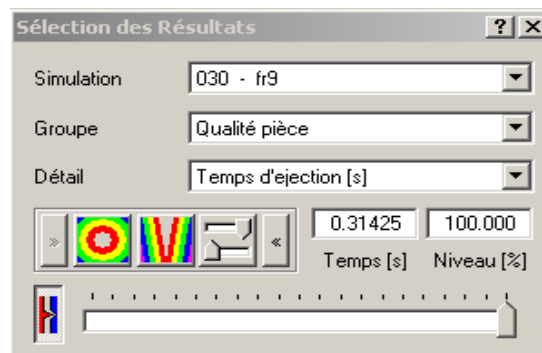 Sélection des Résultats
Simulation 030 - fr9
Groupe Qualité pièce
Détail Temps d'ejection [s]
0.31425 100.000
Temps [s] Niveau [%]